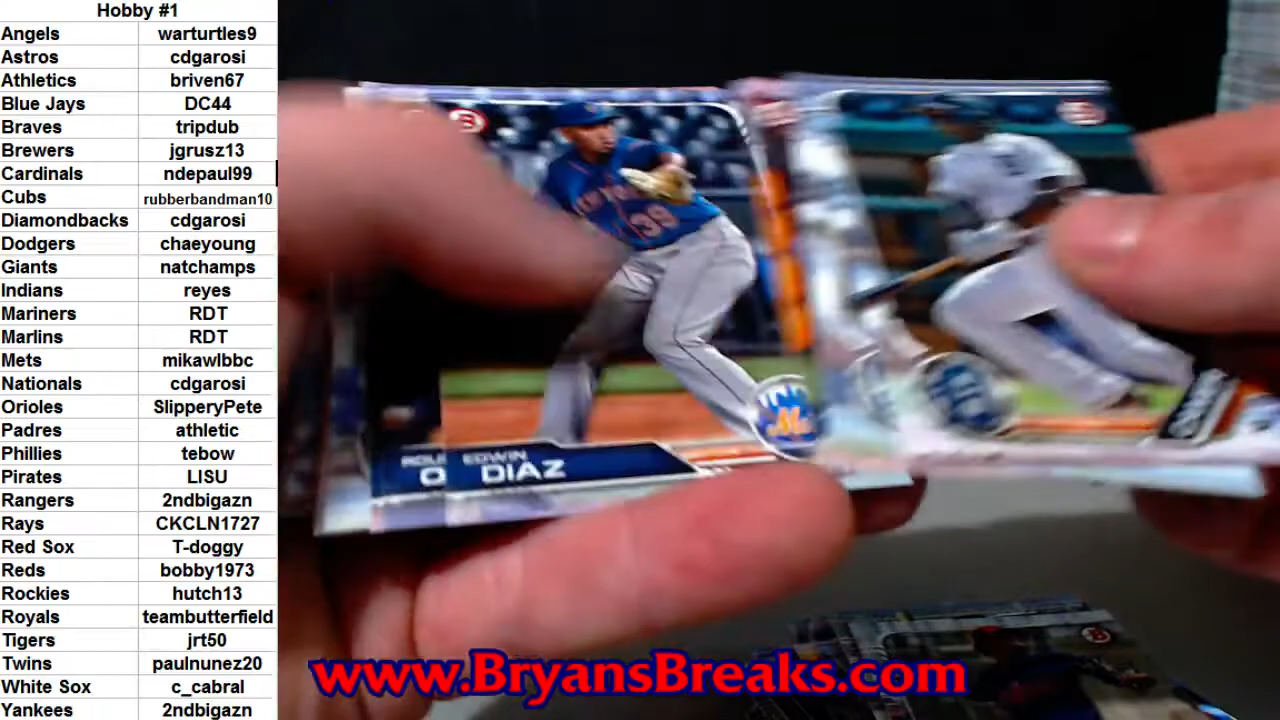 Hobby #1
Angels warturtles9
Astros cdgarosi
Athletics briven67
Blue Jays DC44
Braves tripdub
Brewers jgrusz13
Cardinals ndepaul99
Cubs rubberbandman10
Diamondbacks cdgarosi
Dodgers chaeyoung
Giants natchamps
Indians reyes
Mariners RDT
Marlins RDT
Mets mikawlbbc
Nationals cdgarosi
Orioles SlipperyPete
Padres athletic
Phillies tebow
Pirates LISU
Rangers 2ndbigazn
Rays CKCLN1727
Red Sox T-doggy
Reds bobby1973
Rockies hutch13
Royals teambutterfield
Tigers jrt50
Twins paulnunez20
White Sox c_cabral
Yankees 2ndbigazn
B
39
Mets
EDWIN
DIAZ
www.BryansBreaks.com